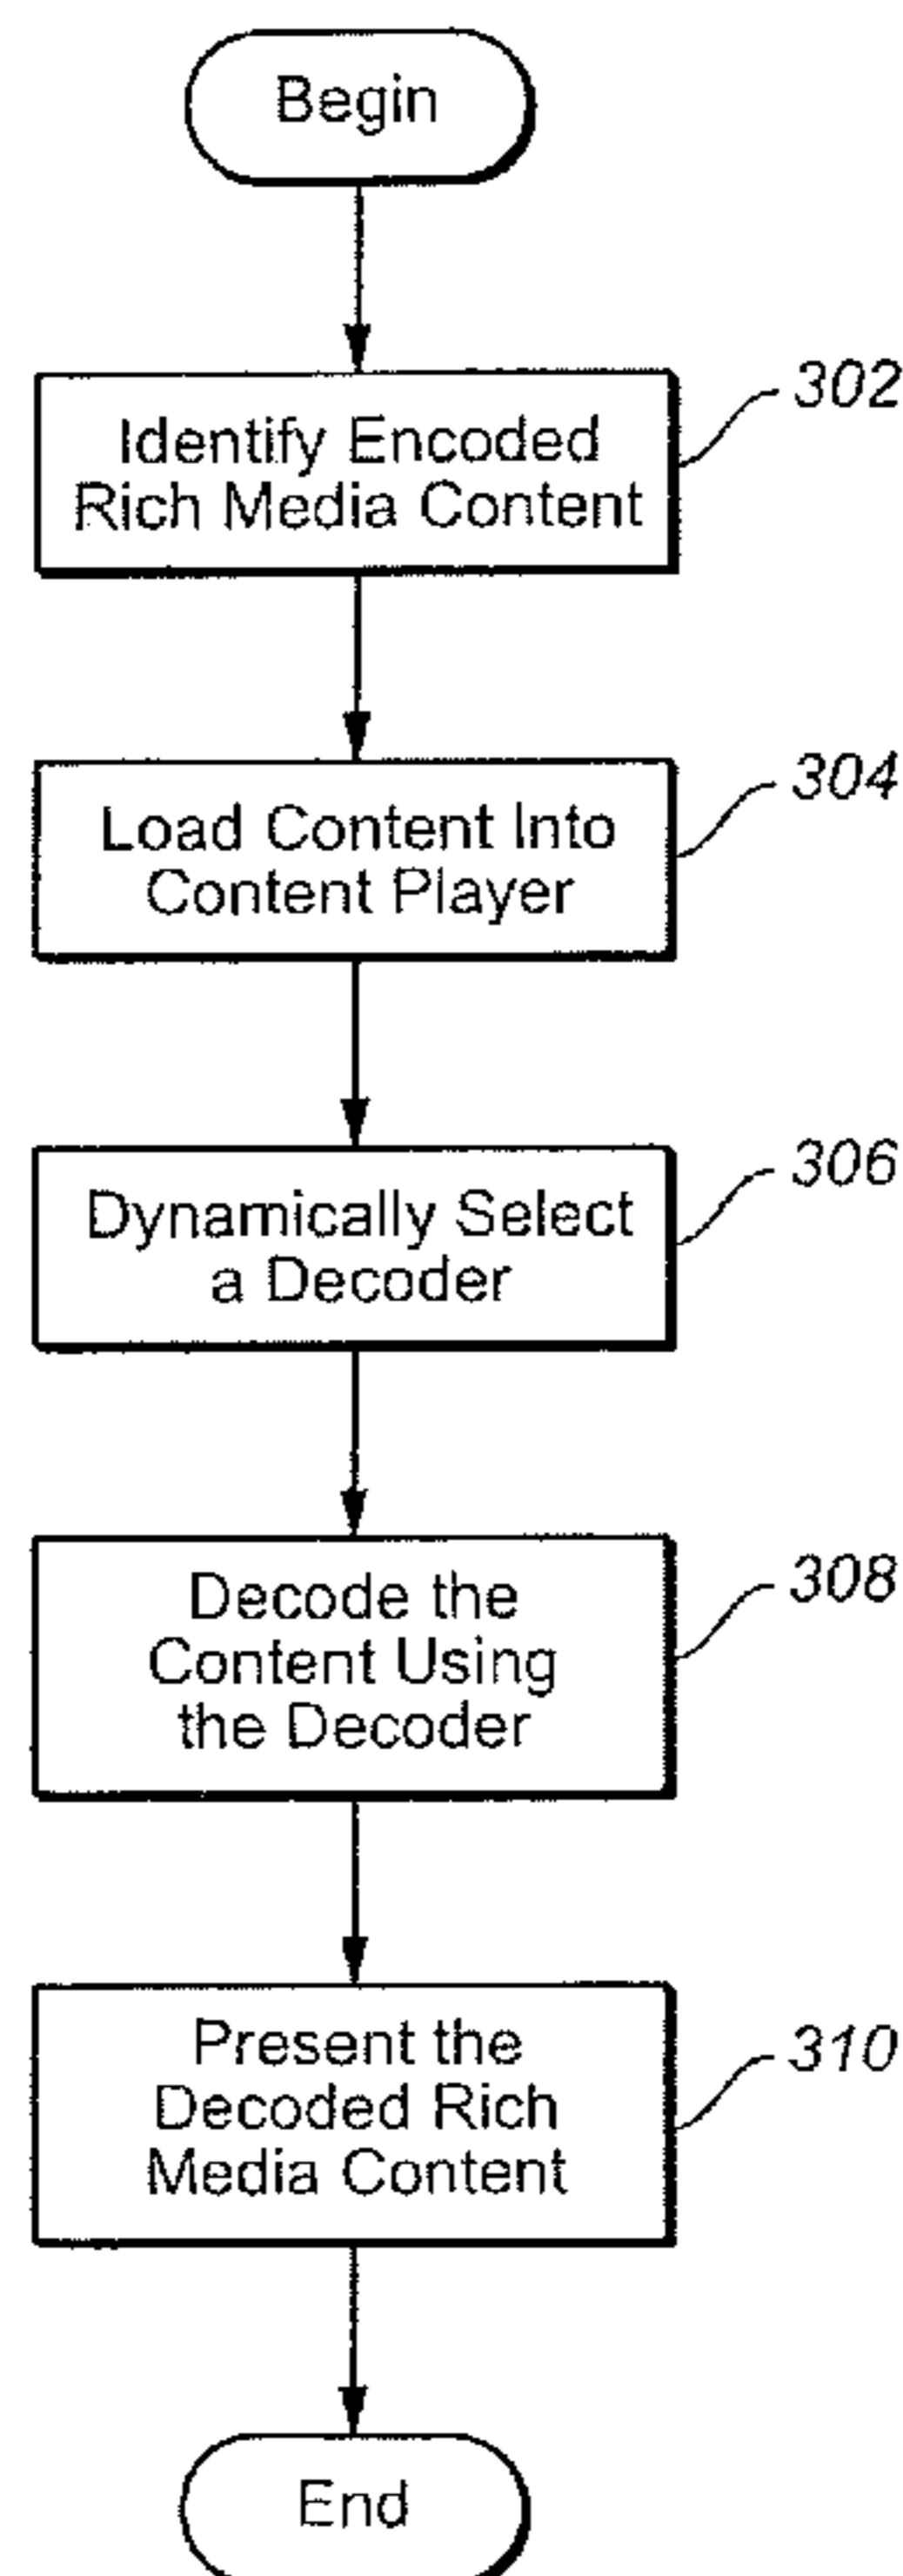 Begin
Identify Encoded
Rich Media Content
302
Load Content Into
Content Player
304
Dynamically Select
a Decoder
306
Decode the
Content Using
the Decoder
308
Present the
Decoded Rich
Media Content
310
End